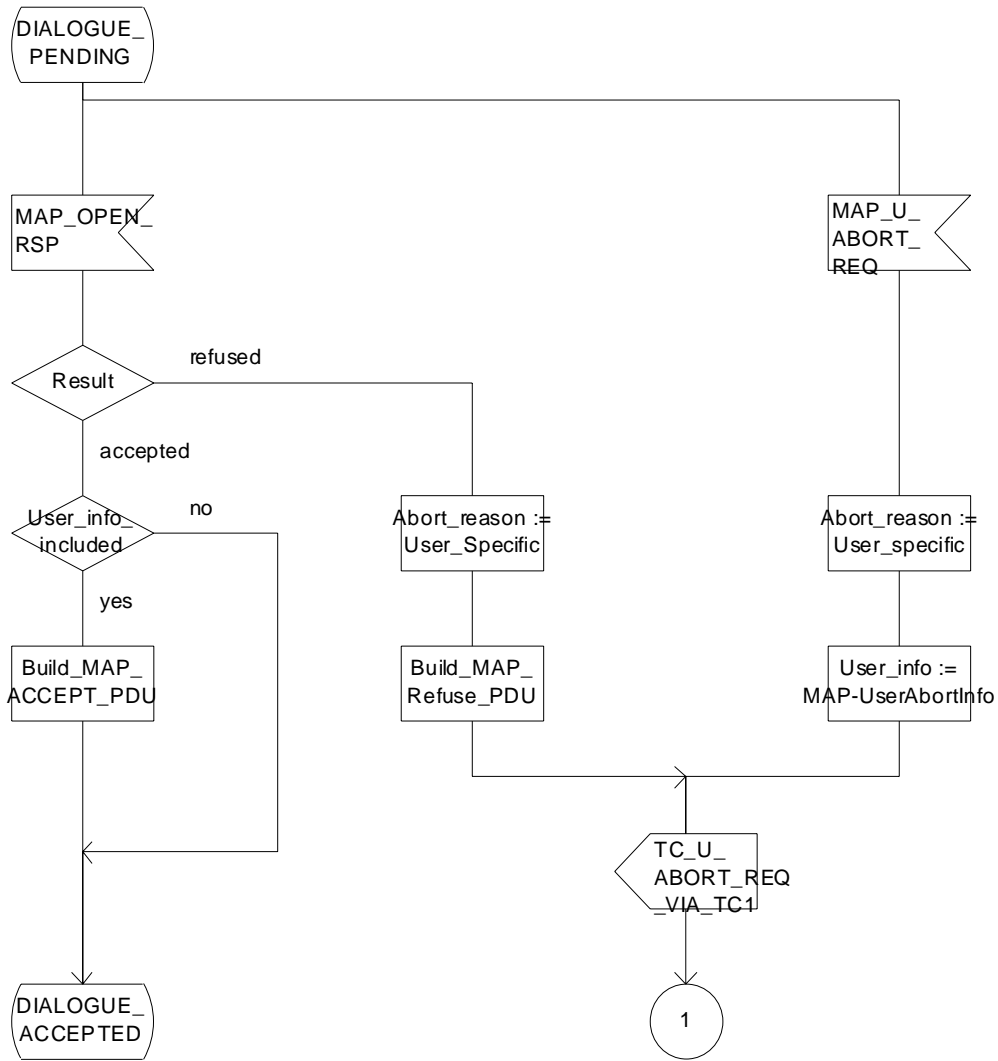 DIALOGUE_
PENDING
MAP_OPEN_
RSP
MAP_U_
ABORT_
REQ
Result
refused
accepted
User_info_
included
no
yes
Abort_reason :=
User_Specific
Abort_reason :=
User_specific
Build_MAP_
ACCEPT_PDU
Build_MAP_
Refuse_PDU
User_info :=
MAP-UserAbortInfo
TC_U_
ABORT_REQ
_VIA_TC1
DIALOGUE_
ACCEPTED
1